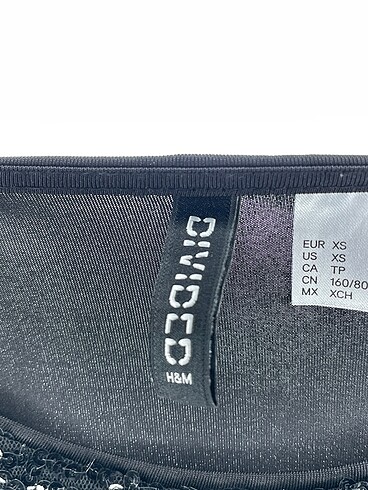 DIVIDED
H&M
EUR XS
US XS
CA TP
CN 160/80
MX XCH